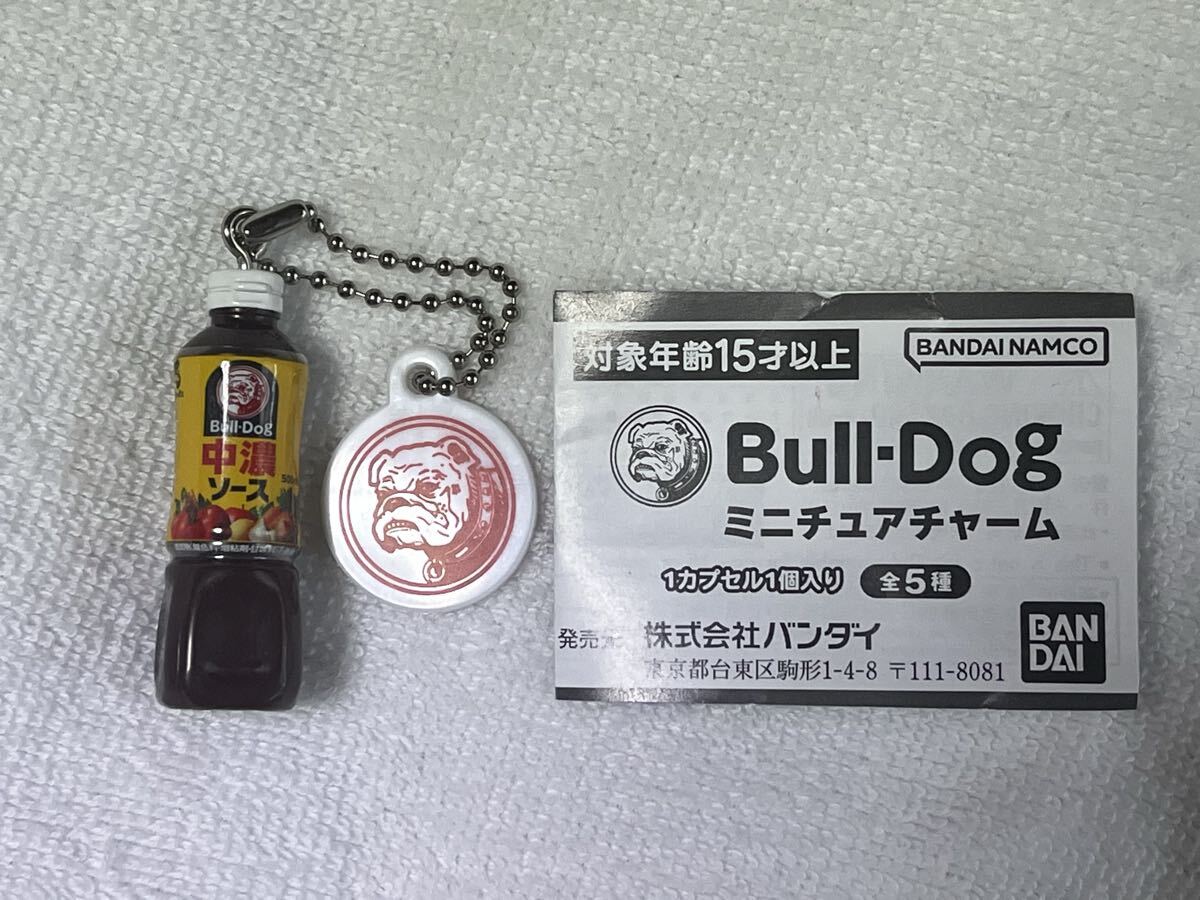 Bull-Dog
中濃
ソース
対象年齢15才以上
BANDAI NAMCO
Bull-Dog
ミニチュアチャーム
1カプセル1個入り 全5種
発売元 株式会社バンダイ
東京都台東区駒形1-4-8 〒111-8081
BAN
DAI